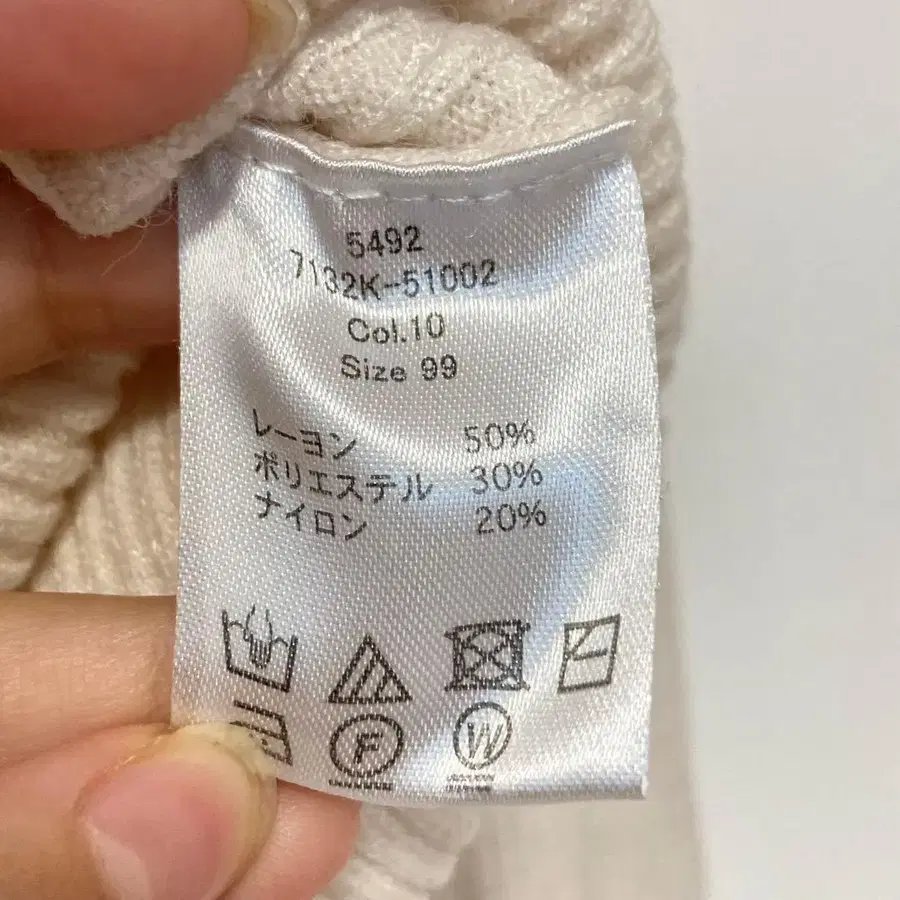 5492
7132K-51002
Col.10
Size 99
レーヨン 50%
ポリエステル 30%
ナイロン 20%
F
W